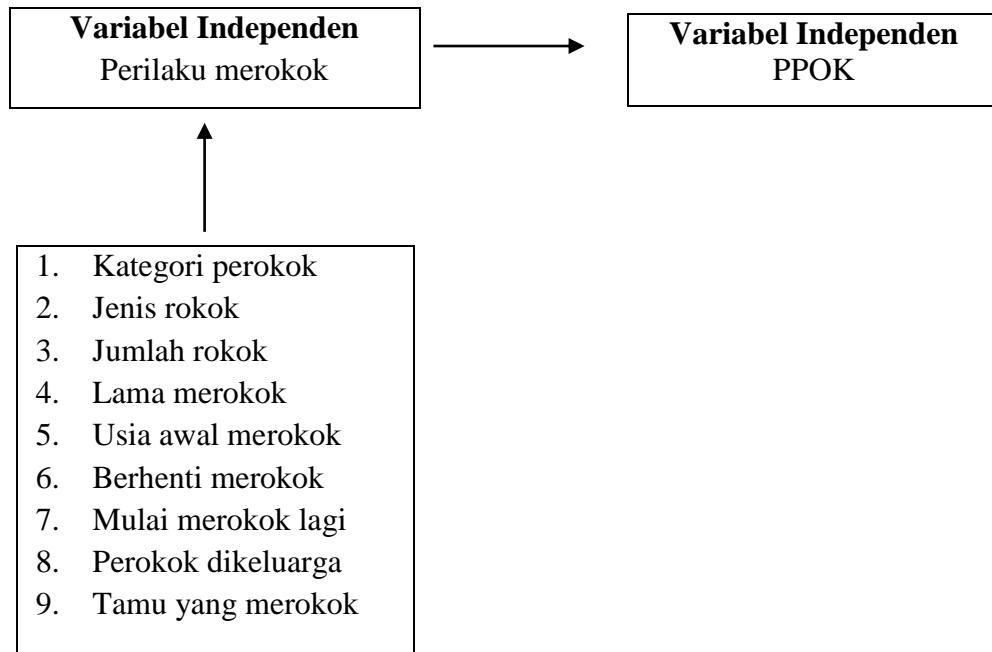 Variabel Independen
Perilaku merokok
Variabel Independen
PPOK
1. Kategori perokok
2. Jenis rokok
3. Jumlah rokok
4. Lama merokok
5. Usia awal merokok
6. Berhenti merokok
7. Mulai merokok lagi
8. Perokok dikeluarga
9. Tamu yang merokok